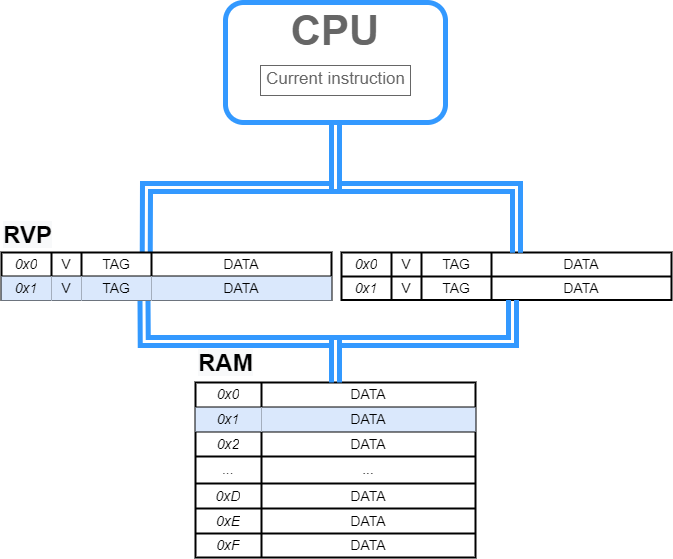 CPU
Current instruction
RVP
0x0 V TAG DATA 0x0 V TAG DATA
0x1 V TAG DATA 0x1 V TAG DATA
RAM
0x0 DATA
0x1 DATA
0x2 DATA
... ...
0xD DATA
0xE DATA
0xF DATA